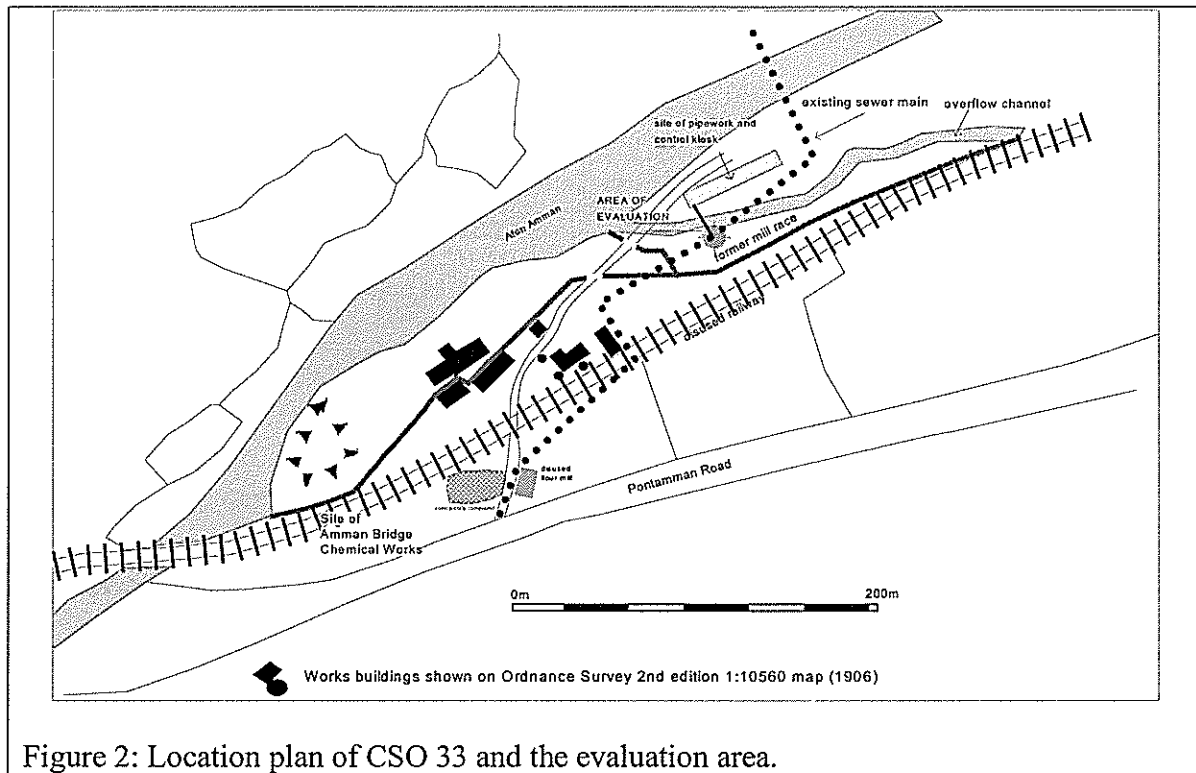 existing sewer main
overflow channel
site of pipework and
control kiosk
AREA OF
EVALUATION
Afon Amman
former mill race
disused railway
disused
flour mill
Pontamman Road
Site of
Amman Bridge
Chemical Works
0m
200m
Works buildings shown on Ordnance Survey 2nd edition 1:10560 map (1906)
Figure 2: Location plan of CSO 33 and the evaluation area.